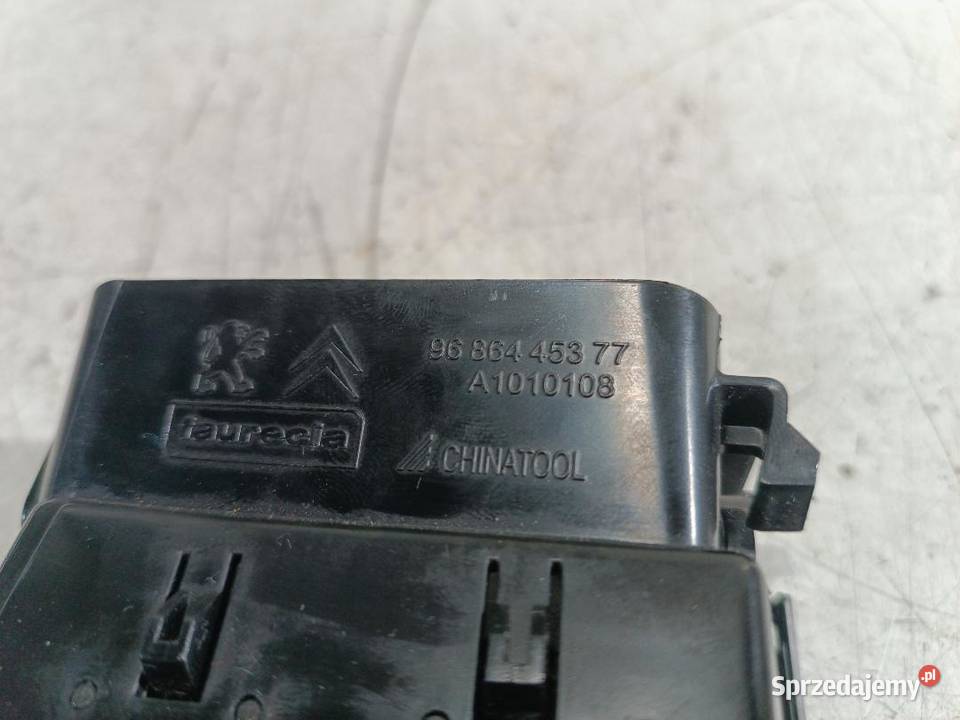 96 864 453 77
A1010108
faurecia
CHINATOOL
Sprzedajemy.pl